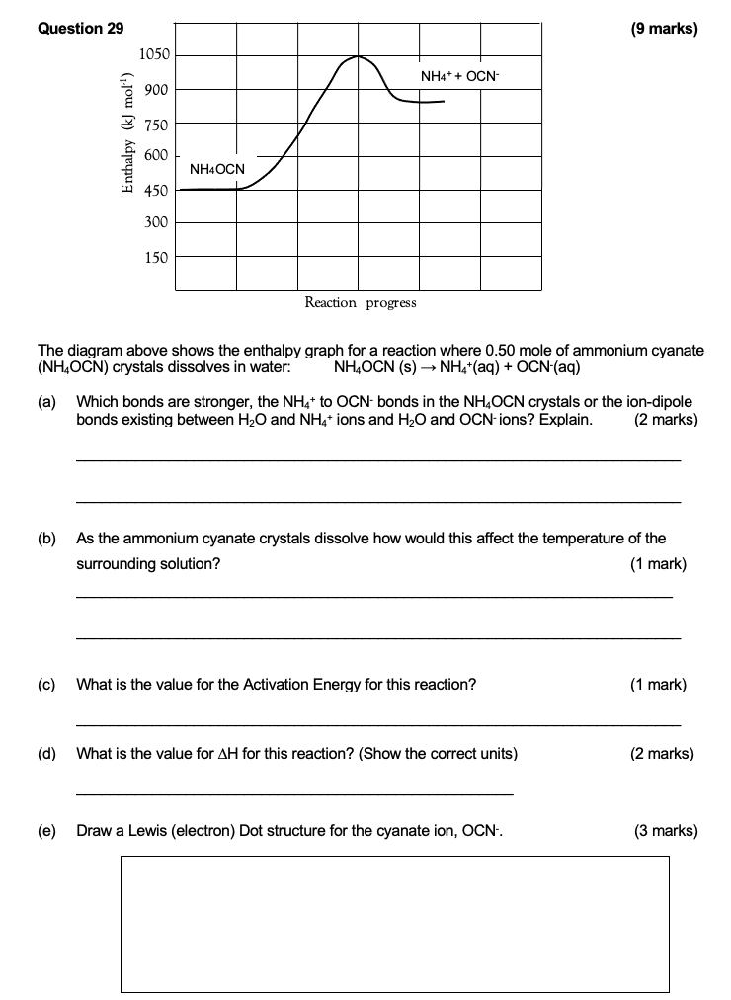 Question 29 (9 marks)
1050
NH₄⁺ + OCN⁻
900
750
600
NH₄OCN
450
300
150
Enthalpy (kJ mol⁻¹)
Reaction progress
The diagram above shows the enthalpy graph for a reaction where 0.50 mole of ammonium cyanate
(NH₄OCN) crystals dissolves in water: NH₄OCN (s) → NH₄⁺(aq) + OCN⁻(aq)
(a) Which bonds are stronger, the NH₄⁺ to OCN⁻ bonds in the NH₄OCN crystals or the ion-dipole
bonds existing between H₂O and NH₄⁺ ions and H₂O and OCN⁻ ions? Explain. (2 marks)
(b) As the ammonium cyanate crystals dissolve how would this affect the temperature of the
surrounding solution? (1 mark)
(c) What is the value for the Activation Energy for this reaction? (1 mark)
(d) What is the value for ΔH for this reaction? (Show the correct units) (2 marks)
(e) Draw a Lewis (electron) Dot structure for the cyanate ion, OCN⁻. (3 marks)